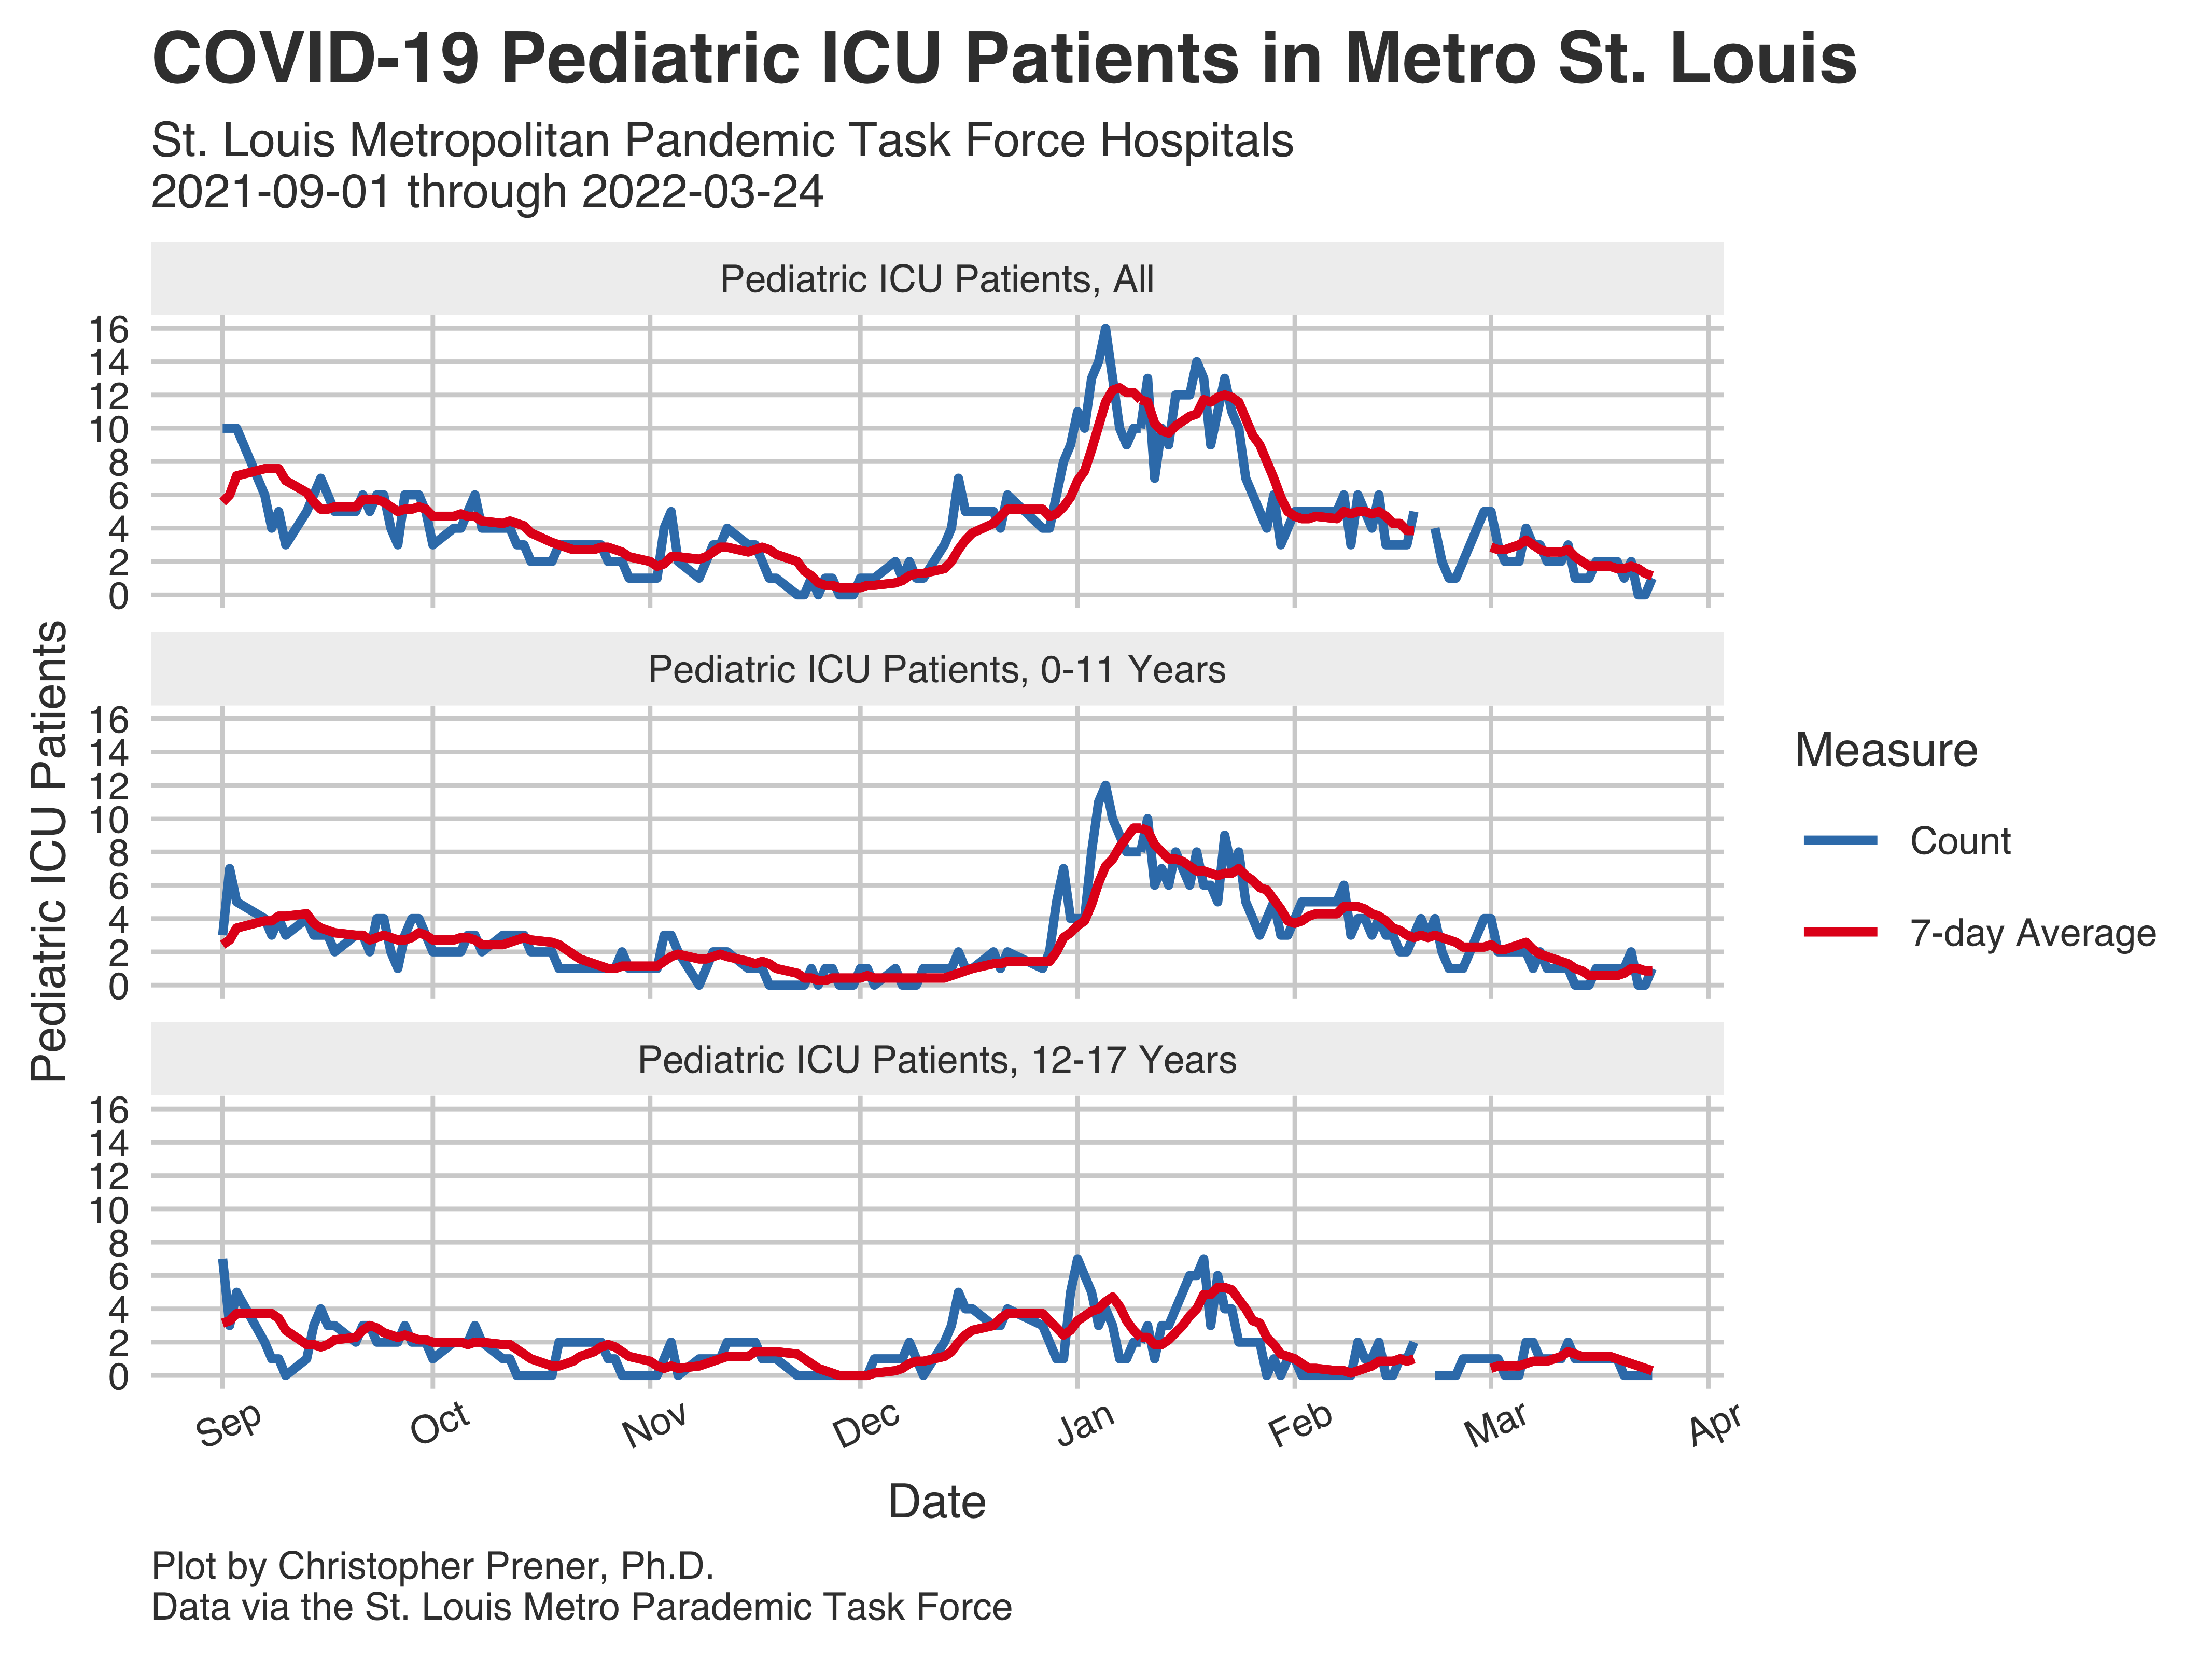 COVID-19 Pediatric ICU Patients in Metro St. Louis
St. Louis Metropolitan Pandemic Task Force Hospitals
2021-09-01 through 2022-03-24
Pediatric ICU Patients, All
16
14
12
10
8
6
4
2
0
Pediatric ICU Patients, 0-11 Years
16
14
12
10
8
6
4
2
0
Pediatric ICU Patients, 12-17 Years
16
14
12
10
8
6
4
2
0
Pediatric ICU Patients
Sep
Oct
Nov
Dec
Jan
Feb
Mar
Apr
Date
Measure
Count
7-day Average
Plot by Christopher Prener, Ph.D.
Data via the St. Louis Metro Parademic Task Force